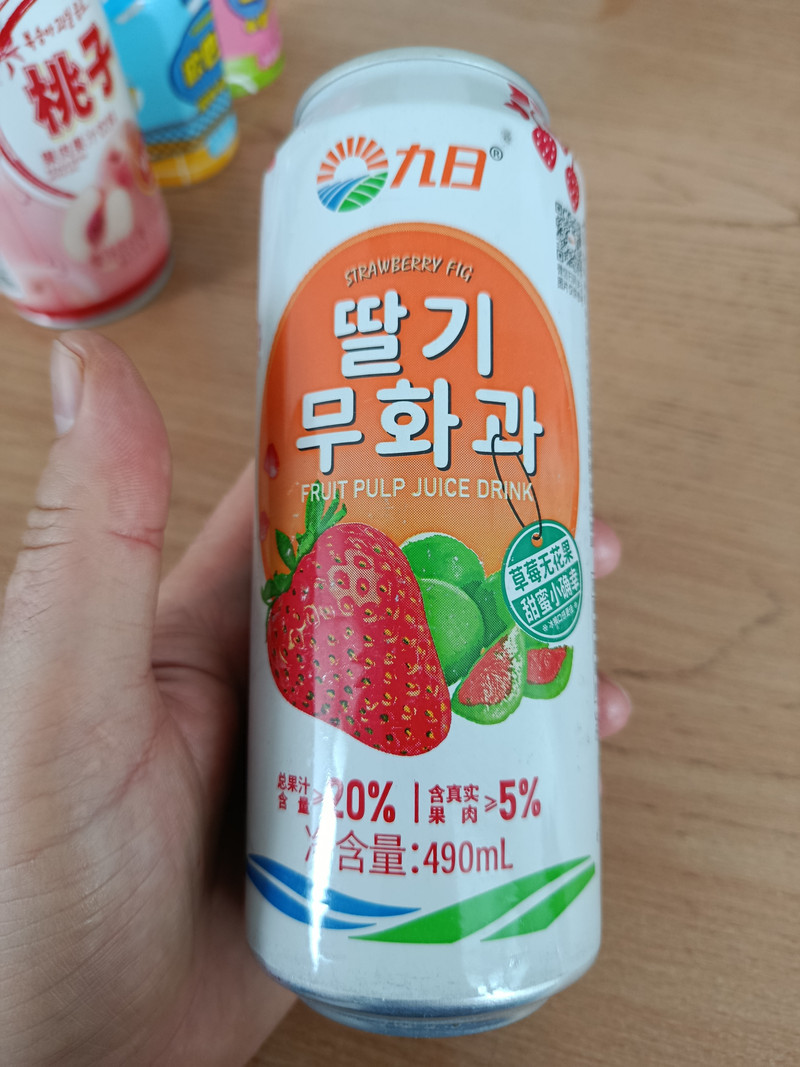 九日®
STRAWBERRY FIG
딸기
무화과
FRUIT PULP JUICE DRINK
草莓无花果
甜蜜小确幸
总果汁含量≥20% | 含真实果肉≥5%
净含量:490mL
桃子